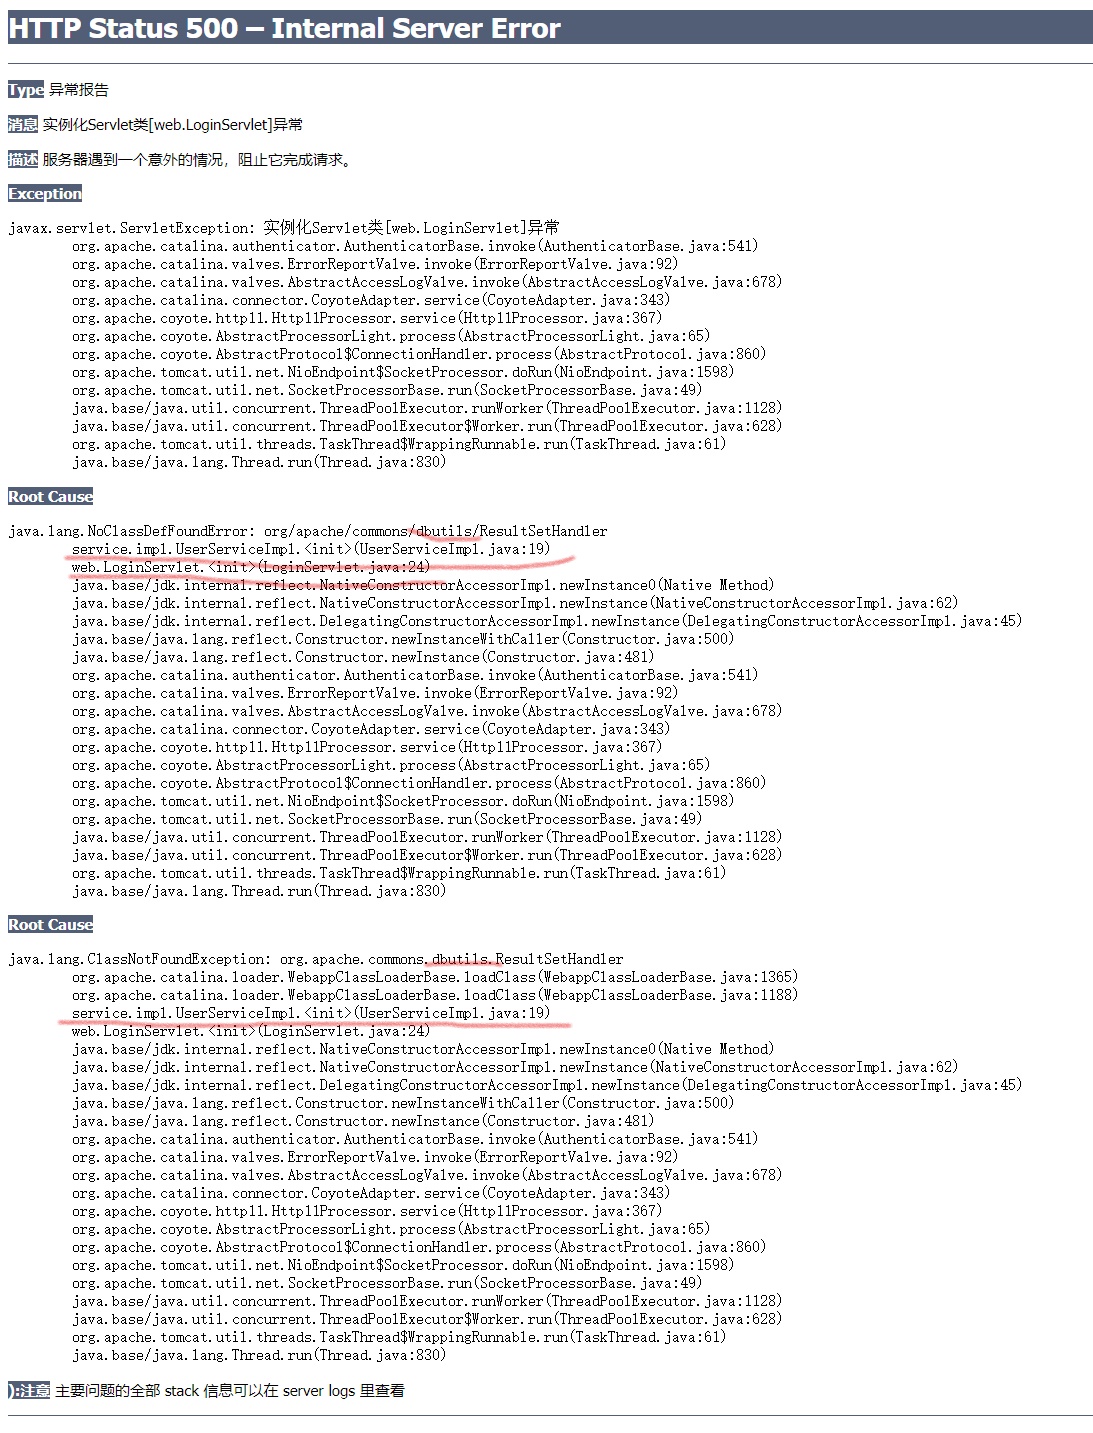 HTTP Status 500 – Internal Server Error
Type 异常报告
消息 实例化Servlet类[web.LoginServlet]异常
描述 服务器遇到一个意外的情况，阻止它完成请求。
Exception
javax.servlet.ServletException: 实例化Servlet类[web.LoginServlet]异常
org.apache.catalina.authenticator.AuthenticatorBase.invoke(AuthenticatorBase.java:541)
org.apache.catalina.valves.ErrorReportValve.invoke(ErrorReportValve.java:92)
org.apache.catalina.valves.AbstractAccessLogValve.invoke(AbstractAccessLogValve.java:678)
org.apache.catalina.connector.CoyoteAdapter.service(CoyoteAdapter.java:343)
org.apache.coyote.http11.Http11Processor.service(Http11Processor.java:367)
org.apache.coyote.AbstractProcessorLight.process(AbstractProcessorLight.java:65)
org.apache.coyote.AbstractProtocol$ConnectionHandler.process(AbstractProtocol.java:860)
org.apache.tomcat.util.net.NioEndpoint$SocketProcessor.doRun(NioEndpoint.java:1598)
org.apache.tomcat.util.net.SocketProcessorBase.run(SocketProcessorBase.java:49)
java.base/java.util.concurrent.ThreadPoolExecutor.runWorker(ThreadPoolExecutor.java:1128)
java.base/java.util.concurrent.ThreadPoolExecutor$Worker.run(ThreadPoolExecutor.java:628)
org.apache.tomcat.util.threads.TaskThread$WrappingRunnable.run(TaskThread.java:61)
java.base/java.lang.Thread.run(Thread.java:830)
Root Cause
java.lang.NoClassDefFoundError: org/apache/commons/dbutils/ResultSetHandler
service.impl.UserServiceImpl.<init>(UserServiceImpl.java:19)
web.LoginServlet.<init>(LoginServlet.java:24)
java.base/jdk.internal.reflect.NativeConstructorAccessorImpl.newInstance0(Native Method)
java.base/jdk.internal.reflect.NativeConstructorAccessorImpl.newInstance(NativeConstructorAccessorImpl.java:62)
java.base/jdk.internal.reflect.DelegatingConstructorAccessorImpl.newInstance(DelegatingConstructorAccessorImpl.java:45)
java.base/java.lang.reflect.Constructor.newInstanceWithCaller(Constructor.java:500)
java.base/java.lang.reflect.Constructor.newInstance(Constructor.java:481)
org.apache.catalina.authenticator.AuthenticatorBase.invoke(AuthenticatorBase.java:541)
org.apache.catalina.valves.ErrorReportValve.invoke(ErrorReportValve.java:92)
org.apache.catalina.valves.AbstractAccessLogValve.invoke(AbstractAccessLogValve.java:678)
org.apache.catalina.connector.CoyoteAdapter.service(CoyoteAdapter.java:343)
org.apache.coyote.http11.Http11Processor.service(Http11Processor.java:367)
org.apache.coyote.AbstractProcessorLight.process(AbstractProcessorLight.java:65)
org.apache.coyote.AbstractProtocol$ConnectionHandler.process(AbstractProtocol.java:860)
org.apache.tomcat.util.net.NioEndpoint$SocketProcessor.doRun(NioEndpoint.java:1598)
org.apache.tomcat.util.net.SocketProcessorBase.run(SocketProcessorBase.java:49)
java.base/java.util.concurrent.ThreadPoolExecutor.runWorker(ThreadPoolExecutor.java:1128)
java.base/java.util.concurrent.ThreadPoolExecutor$Worker.run(ThreadPoolExecutor.java:628)
org.apache.tomcat.util.threads.TaskThread$WrappingRunnable.run(TaskThread.java:61)
java.base/java.lang.Thread.run(Thread.java:830)
Root Cause
java.lang.ClassNotFoundException: org.apache.commons.dbutils.ResultSetHandler
org.apache.catalina.loader.WebappClassLoaderBase.loadClass(WebappClassLoaderBase.java:1365)
org.apache.catalina.loader.WebappClassLoaderBase.loadClass(WebappClassLoaderBase.java:1188)
service.impl.UserServiceImpl.<init>(UserServiceImpl.java:19)
web.LoginServlet.<init>(LoginServlet.java:24)
java.base/jdk.internal.reflect.NativeConstructorAccessorImpl.newInstance0(Native Method)
java.base/jdk.internal.reflect.NativeConstructorAccessorImpl.newInstance(NativeConstructorAccessorImpl.java:62)
java.base/jdk.internal.reflect.DelegatingConstructorAccessorImpl.newInstance(DelegatingConstructorAccessorImpl.java:45)
java.base/java.lang.reflect.Constructor.newInstanceWithCaller(Constructor.java:500)
java.base/java.lang.reflect.Constructor.newInstance(Constructor.java:481)
org.apache.catalina.authenticator.AuthenticatorBase.invoke(AuthenticatorBase.java:541)
org.apache.catalina.valves.ErrorReportValve.invoke(ErrorReportValve.java:92)
org.apache.catalina.valves.AbstractAccessLogValve.invoke(AbstractAccessLogValve.java:678)
org.apache.catalina.connector.CoyoteAdapter.service(CoyoteAdapter.java:343)
org.apache.coyote.http11.Http11Processor.service(Http11Processor.java:367)
org.apache.coyote.AbstractProcessorLight.process(AbstractProcessorLight.java:65)
org.apache.coyote.AbstractProtocol$ConnectionHandler.process(AbstractProtocol.java:860)
org.apache.tomcat.util.net.NioEndpoint$SocketProcessor.doRun(NioEndpoint.java:1598)
org.apache.tomcat.util.net.SocketProcessorBase.run(SocketProcessorBase.java:49)
java.base/java.util.concurrent.ThreadPoolExecutor.runWorker(ThreadPoolExecutor.java:1128)
java.base/java.util.concurrent.ThreadPoolExecutor$Worker.run(ThreadPoolExecutor.java:628)
org.apache.tomcat.util.threads.TaskThread$WrappingRunnable.run(TaskThread.java:61)
java.base/java.lang.Thread.run(Thread.java:830)
):注意 主要问题的全部 stack 信息可以在 server logs 里查看